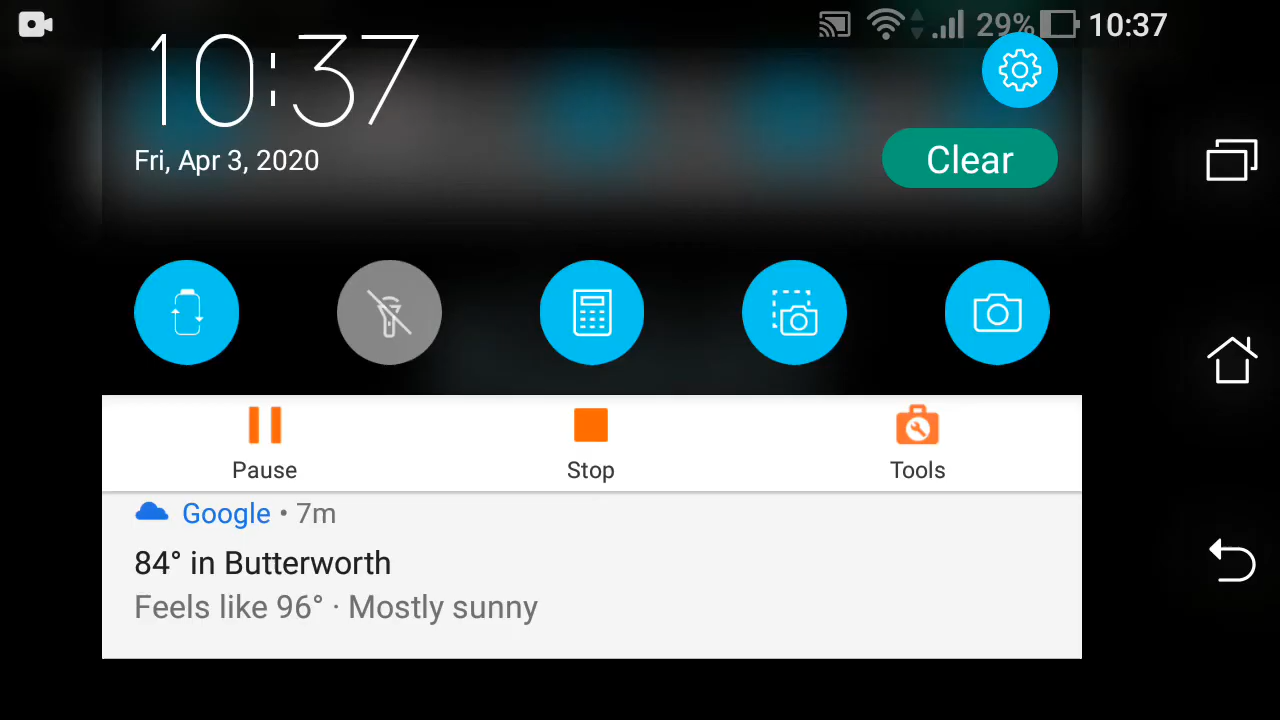 29% 10:37
10:37
Fri, Apr 3, 2020
Clear
Pause Stop Tools
Google • 7m
84° in Butterworth
Feels like 96° · Mostly sunny